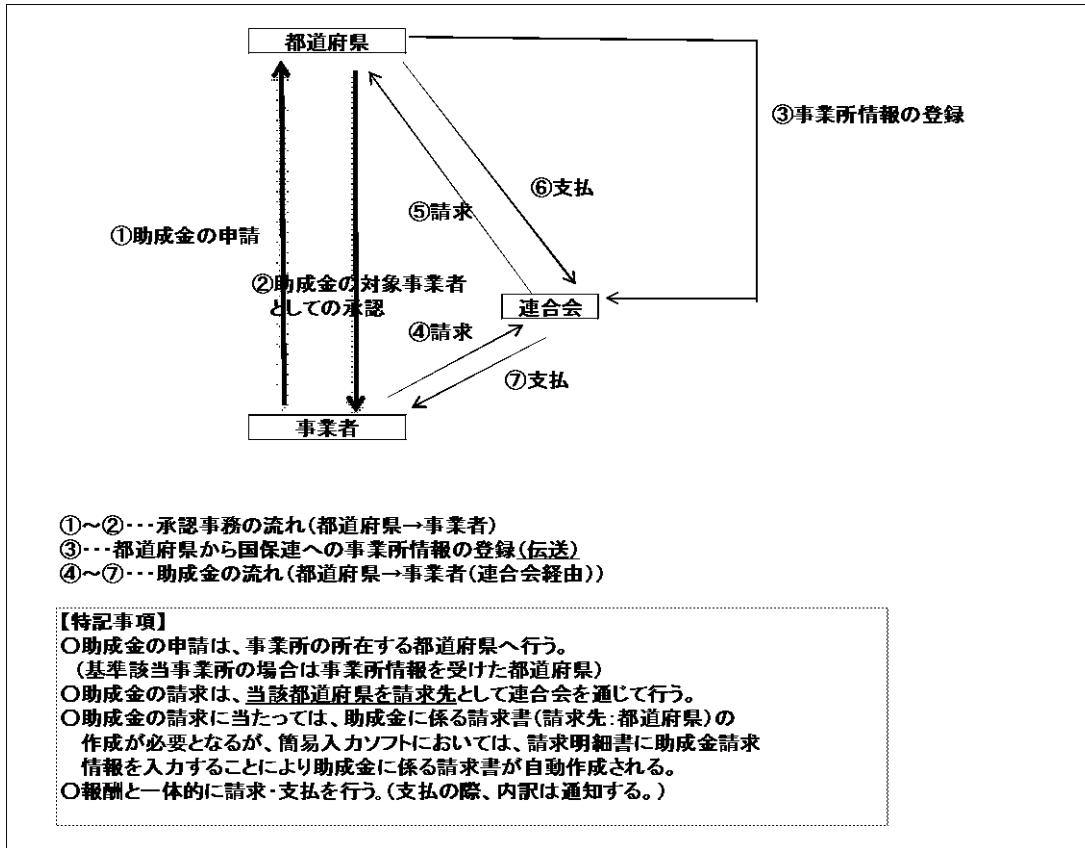 都道府県
③事業所情報の登録
⑥支払
⑤請求
①助成金の申請
②助成金の対象事業者
としての承認
連合会
④請求
⑦支払
事業者
①～②・・・承認事務の流れ(都道府県→事業者)
③・・・都道府県から国保連への事業所情報の登録(伝送)
④～⑦・・・助成金の流れ(都道府県→事業者(連合会経由))
【特記事項】
○助成金の申請は、事業所の所在する都道府県へ行う。
(基準該当事業所の場合は事業所情報を受けた都道府県)
○助成金の請求は、当該都道府県を請求先として連合会を通じて行う。
○助成金の請求に当たっては、助成金に係る請求書(請求先:都道府県)の
作成が必要となるが、簡易入力ソフトにおいては、請求明細書に助成金請求
情報を入力することにより助成金に係る請求書が自動作成される。
○報酬と一体的に請求・支払を行う。(支払の際、内訳は通知する。)